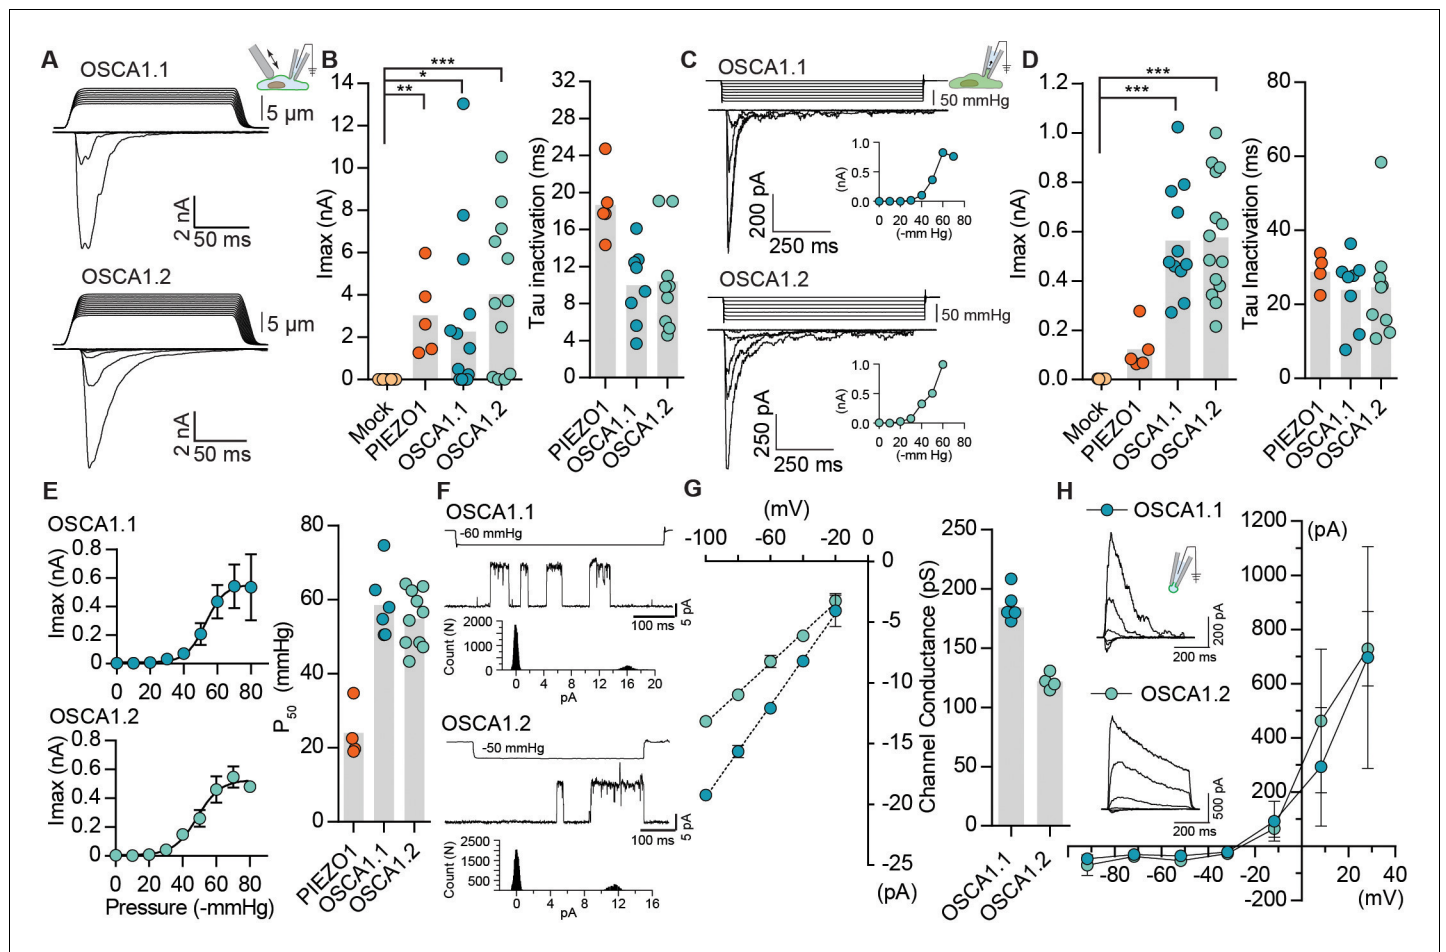 A
OSCA1.1
5 μm
2 nA
50 ms
OSCA1.2
5 μm
2 nA
50 ms
B
***
*
**
14
12
10
8
6
4
2
0
Imax (nA)
Mock
PIEZO1
OSCA1.1
OSCA1.2
32
28
24
20
16
12
8
4
0
Tau inactivation (ms)
PIEZO1
OSCA1.1
OSCA1.2
C
OSCA1.1
50 mmHg
200 pA
250 ms
1.0
0.5
0.0
(nA)
0 20 40 60 80
(-mm Hg)
OSCA1.2
50 mmHg
250 pA
250 ms
1.0
0.5
0.0
(nA)
0 20 40 60 80
(-mm Hg)
D
***
***
1.2
1.0
0.8
0.6
0.4
0.2
0.0
Imax (nA)
Mock
PIEZO1
OSCA1.1
OSCA1.2
80
60
40
20
0
Tau Inactivation (ms)
PIEZO1
OSCA1.1
OSCA1.2
E
OSCA1.1
0.8
0.6
0.4
0.2
0
Imax (nA)
0 20 40 60 80
OSCA1.2
0.8
0.6
0.4
0.2
0
Imax (nA)
0 20 40 60 80
Pressure (-mmHg)
80
60
40
20
0
P50 (mmHg)
PIEZO1
OSCA1.1
OSCA1.2
F
OSCA1.1
-60 mmHg
5 pA
100 ms
2000
1000
0
Count (N)
0 4 8 12 16 20
pA
OSCA1.2
-50 mmHg
5 pA
100 ms
2500
1500
500
Count (N)
0 4 8 12 16
pA
G
(mV)
-100 -60 -20 0
0
-5
-10
-15
-20
-25
(pA)
250
200
150
100
50
0
Channel Conductance (pS)
OSCA1.1
OSCA1.2
H
OSCA1.1
200 pA
200 ms
OSCA1.2
500 pA
200 ms
1200
1000
800
600
400
200
-200
(pA)
-80 -60 -40 -20 20 40
(mV)